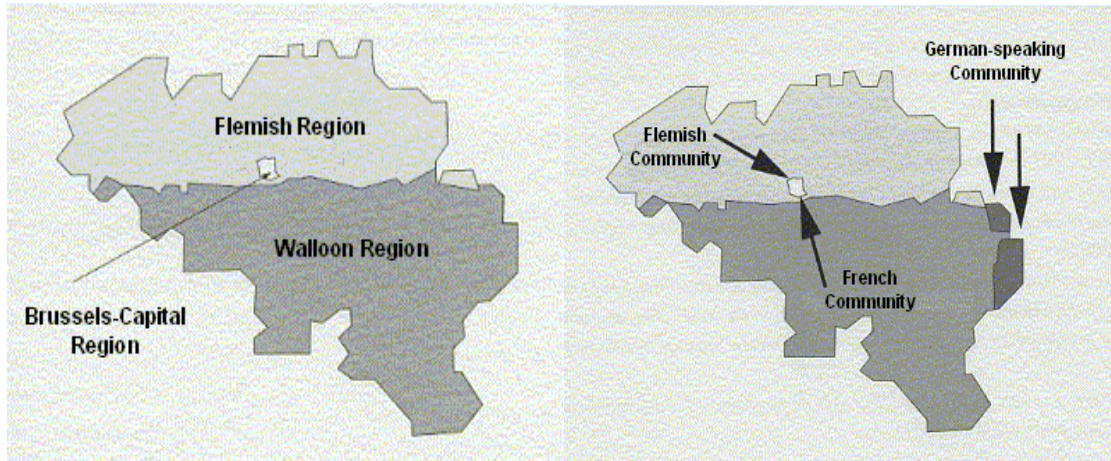 Flemish Region
Walloon Region
Brussels-Capital
Region
German-speaking
Community
Flemish
Community
French
Community